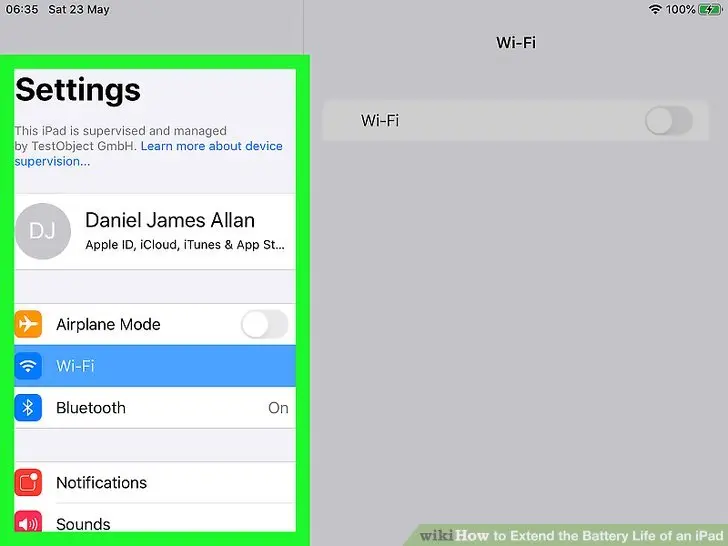 06:35 Sat 23 May
100%
Settings
This iPad is supervised and managed
by TestObject GmbH. Learn more about device
supervision...
DJ
Daniel James Allan
Apple ID, iCloud, iTunes & App St...
Airplane Mode
Wi-Fi
Bluetooth On
Notifications
Sounds
Wi-Fi
Wi-Fi
wikiHow to Extend the Battery Life of an iPad